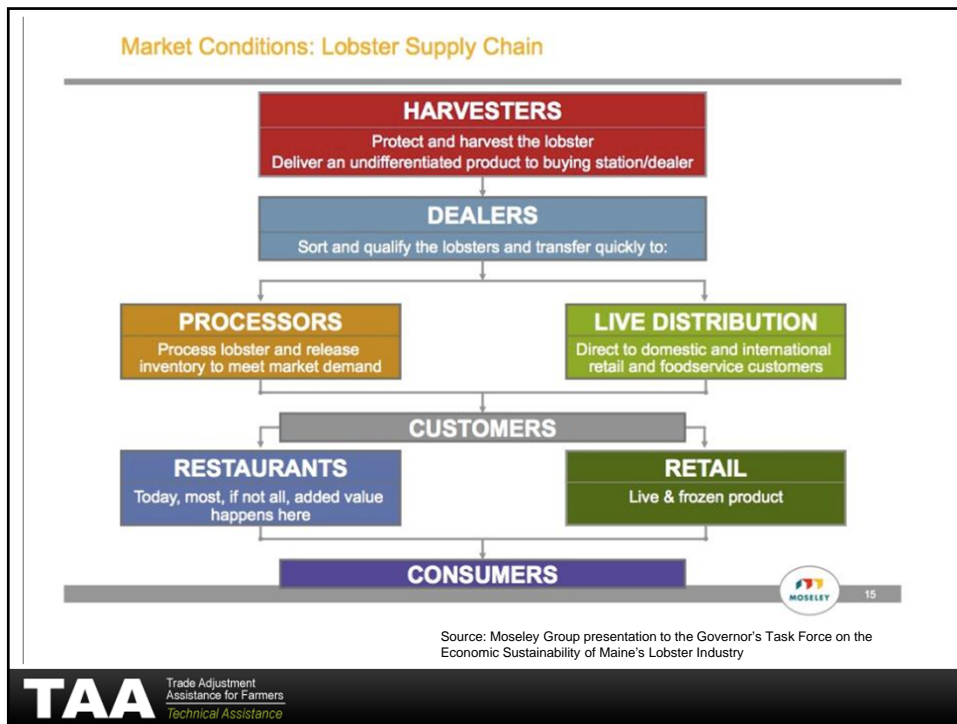 Market Conditions: Lobster Supply Chain
HARVESTERS
Protect and harvest the lobster
Deliver an undifferentiated product to buying station/dealer
DEALERS
Sort and qualify the lobsters and transfer quickly to:
PROCESSORS
Process lobster and release
inventory to meet market demand
LIVE DISTRIBUTION
Direct to domestic and international
retail and foodservice customers
CUSTOMERS
RESTAURANTS
Today, most, if not all, added value
happens here
RETAIL
Live & frozen product
CONSUMERS
MOSELEY
15
Source: Moseley Group presentation to the Governor's Task Force on the
Economic Sustainability of Maine's Lobster Industry
TAA
Trade Adjustment
Assistance for Farmers
Technical Assistance